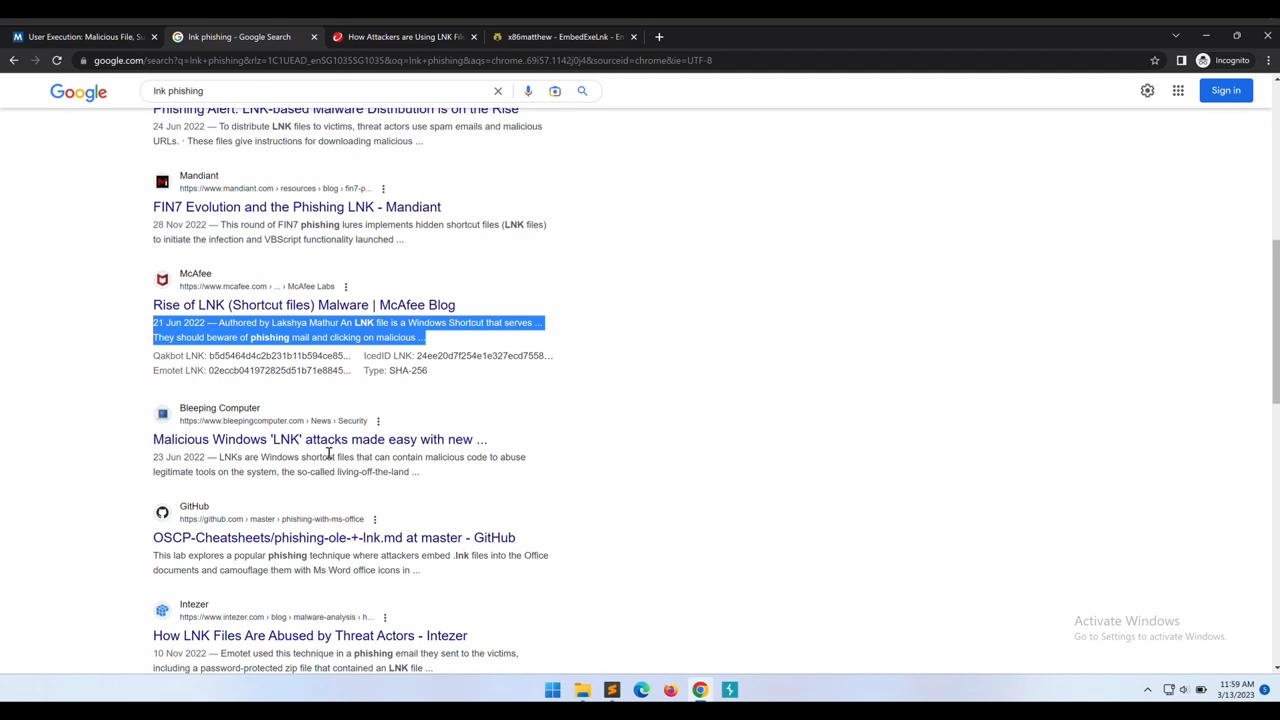 User Execution: Malicious File, Su
lnk phishing - Google Search
How Attackers are Using LNK File
x86matthew - EmbedExeLnk - Em
google.com/search?q=lnk+phishing&rlz=1C1UEAD_enSG1035SG1035&oq=lnk+phishing&aqs=chrome..69i57.1142j0j4&sourceid=chrome&ie=UTF-8
Incognito
Google
lnk phishing
Sign in
Phishing Alert: LNK-based Malware Distribution is on the Rise
24 Jun 2022 — To distribute LNK files to victims, threat actors use spam emails and malicious
URLs. · These files give instructions for downloading malicious ...
Mandiant
https://www.mandiant.com › resources › blog › fin7-p...
FIN7 Evolution and the Phishing LNK - Mandiant
28 Nov 2022 — This round of FIN7 phishing lures implements hidden shortcut files (LNK files)
to initiate the infection and VBScript functionality launched ...
McAfee
https://www.mcafee.com › ... › McAfee Labs
Rise of LNK (Shortcut files) Malware | McAfee Blog
21 Jun 2022 — Authored by Lakshya Mathur An LNK file is a Windows Shortcut that serves ...
They should beware of phishing mail and clicking on malicious ...
Qakbot LNK: b5d5464d4c2b231b11b594ce85... IcedID LNK: 24ee20d7f254e1e327ecd7558...
Emotet LNK: 02eccb041972825d51b71e8845... Type: SHA-256
Bleeping Computer
https://www.bleepingcomputer.com › News › Security
Malicious Windows 'LNK' attacks made easy with new ...
23 Jun 2022 — LNKs are Windows shortcut files that can contain malicious code to abuse
legitimate tools on the system, the so-called living-off-the-land ...
GitHub
https://github.com › master › phishing-with-ms-office
OSCP-Cheatsheets/phishing-ole-+-lnk.md at master - GitHub
This lab explores a popular phishing technique where attackers embed .lnk files into the Office
documents and camouflage them with Ms Word office icons in ...
Intezer
https://www.intezer.com › blog › malware-analysis › h...
How LNK Files Are Abused by Threat Actors - Intezer
10 Nov 2022 — Emotet used this technique in a phishing email they sent to the victims,
including a password-protected zip file that contained an LNK file ...
Activate Windows
Go to Settings to activate Windows.
11:59 AM
3/13/2023
5